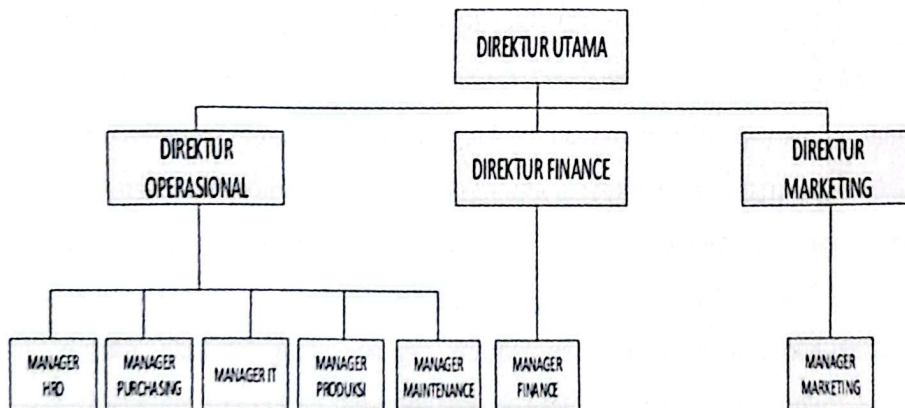 DIREKTUR UTAMA
DIREKTUR
OPERASIONAL
DIREKTUR FINANCE
DIREKTUR
MARKETING
MANAGER
HRD
MANAGER
PURCHASING
MANAGER IT
MANAGER
PRODUKSI
MANAGER
MAINTENANCE
MANAGER
FINANCE
MANAGER
MARKETING